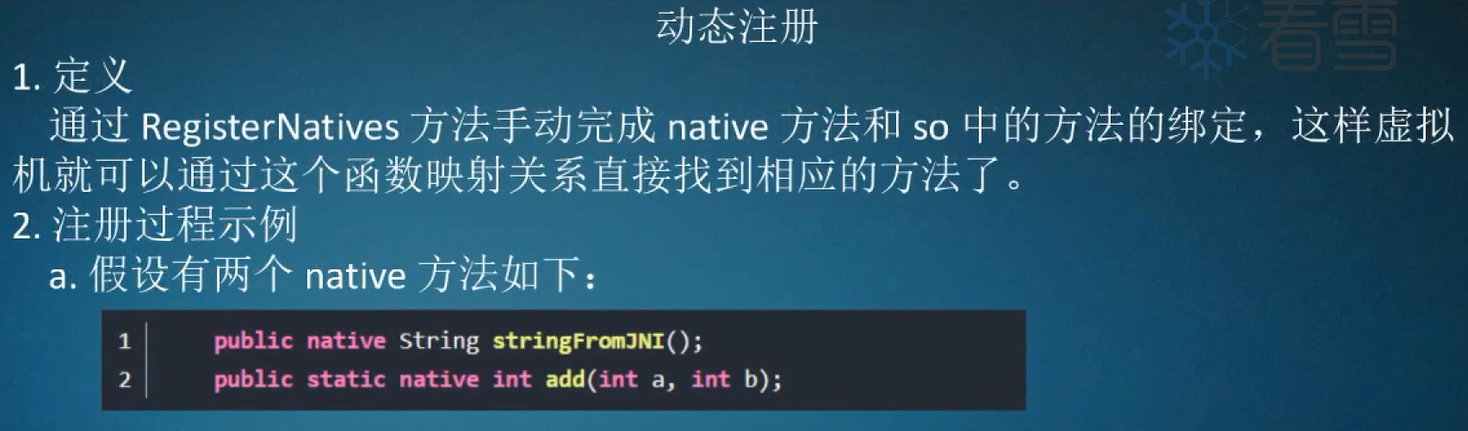 动态注册
看雪
1. 定义
通过 RegisterNatives 方法手动完成 native 方法和 so 中的方法的绑定，这样虚拟
机就可以通过这个函数映射关系直接找到相应的方法了。
2. 注册过程示例
a. 假设有两个 native 方法如下：
1 public native String stringFromJNI();
2 public static native int add(int a, int b);